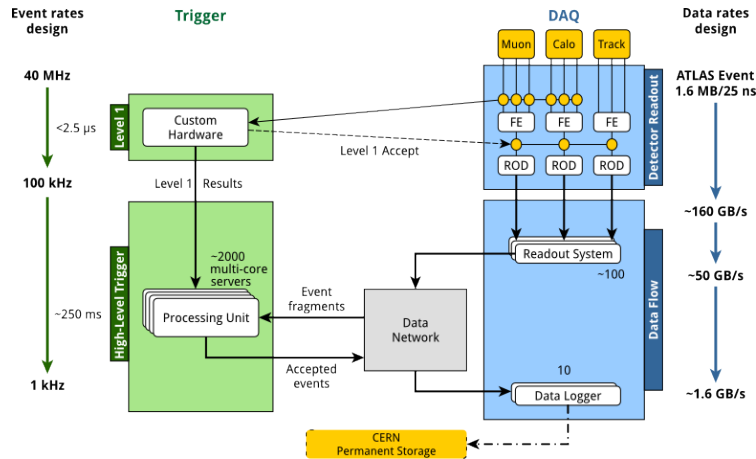 Event rates
design
Trigger
DAQ
Data rates
design
Muon
Calo
Track
40 MHz
ATLAS Event
1.6 MB/25 ns
<2.5 μs
Level 1
Custom
Hardware
FE
FE
FE
Detector Readout
Level 1 Accept
ROD
ROD
ROD
100 kHz
Level 1 Results
~160 GB/s
~2000
multi-core
servers
Readout System
~100
~50 GB/s
~250 ms
High-Level Trigger
Processing Unit
Event
fragments
Data
Network
Data Flow
Accepted
events
10
1 kHz
Data Logger
~1.6 GB/s
CERN
Permanent Storage